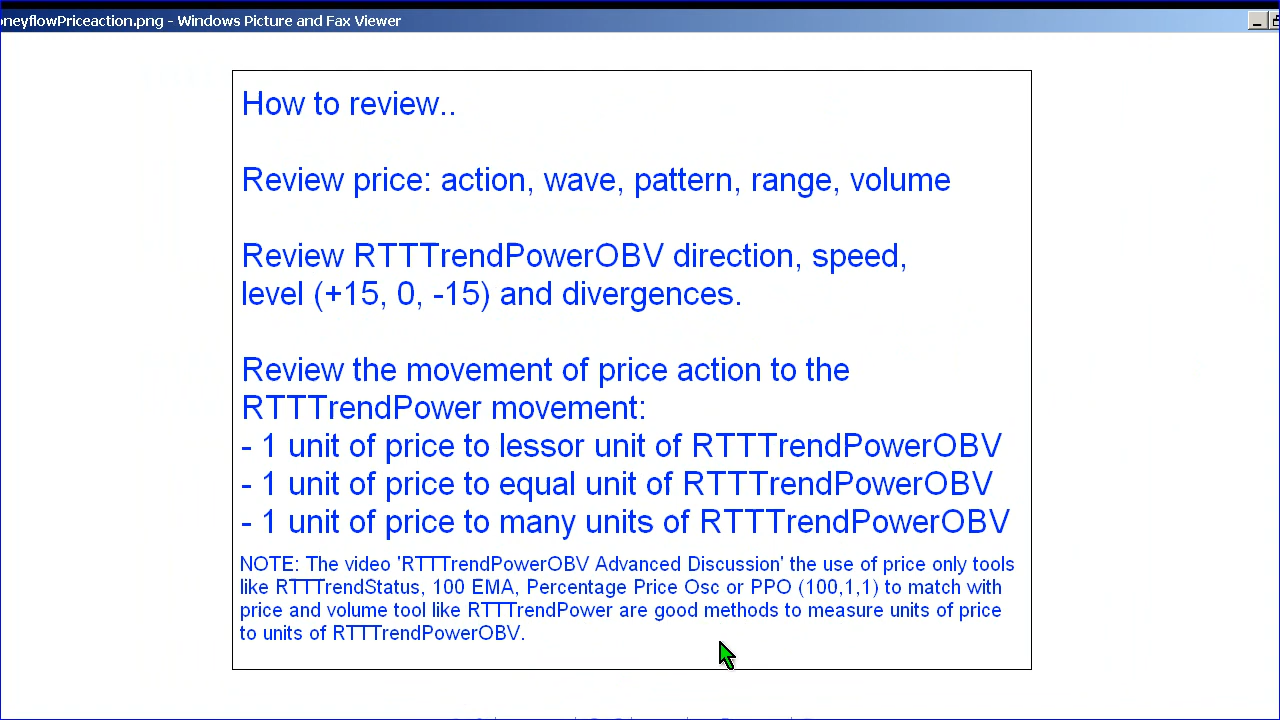 oneyflowPriceaction.png - Windows Picture and Fax Viewer
How to review..
Review price: action, wave, pattern, range, volume
Review RTTTrendPowerOBV direction, speed,
level (+15, 0, -15) and divergences.
Review the movement of price action to the
RTTTrendPower movement:
- 1 unit of price to lessor unit of RTTTrendPowerOBV
- 1 unit of price to equal unit of RTTTrendPowerOBV
- 1 unit of price to many units of RTTTrendPowerOBV
NOTE: The video 'RTTTrendPowerOBV Advanced Discussion' the use of price only tools
like RTTTrendStatus, 100 EMA, Percentage Price Osc or PPO (100,1,1) to match with
price and volume tool like RTTTrendPower are good methods to measure units of price
to units of RTTTrendPowerOBV.